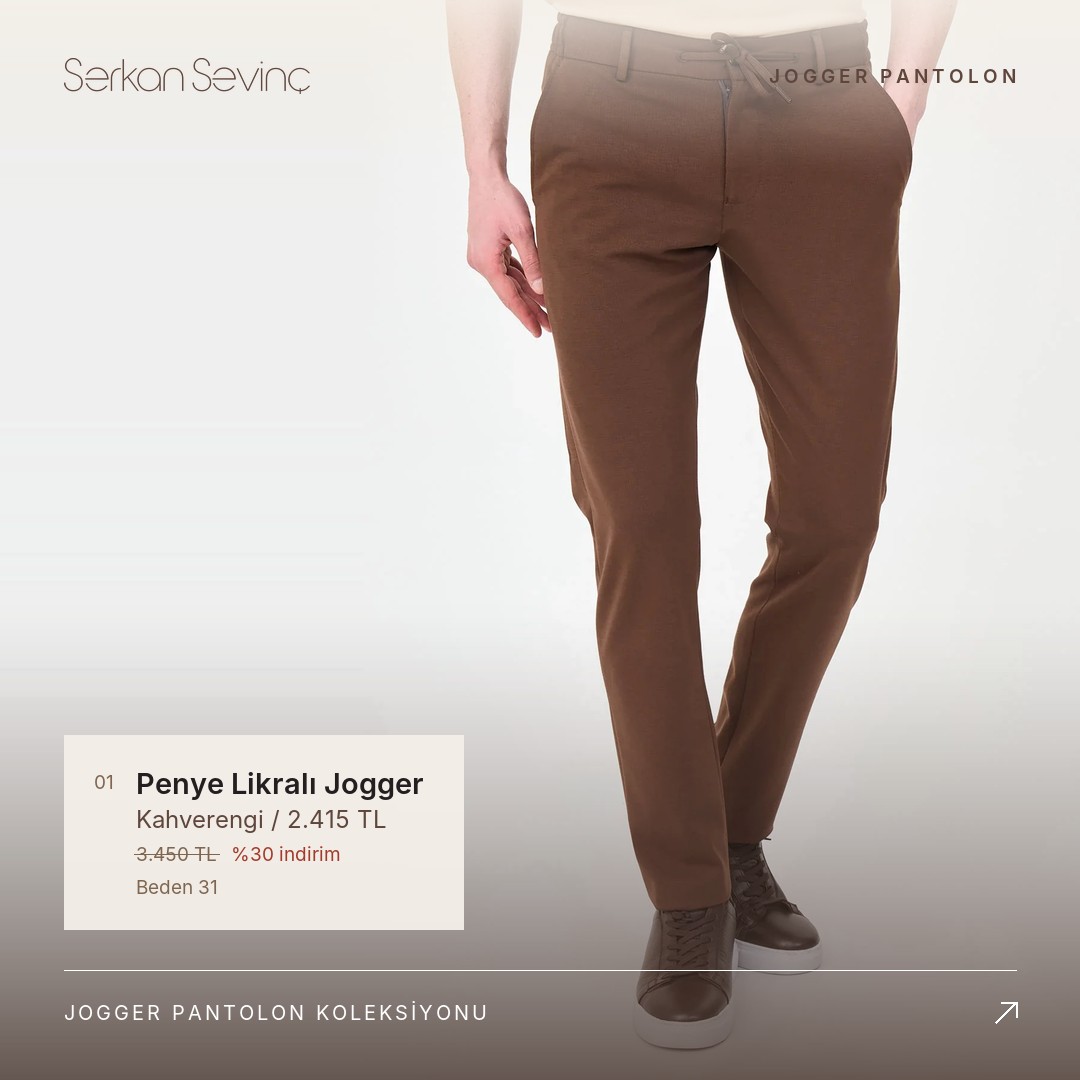 Serkan Sevinç
JOGGER PANTOLON
01 Penye Likralı Jogger
Kahverengi / 2.415 TL
3.450 TL %30 indirim
Beden 31
JOGGER PANTOLON KOLEKSİYONU